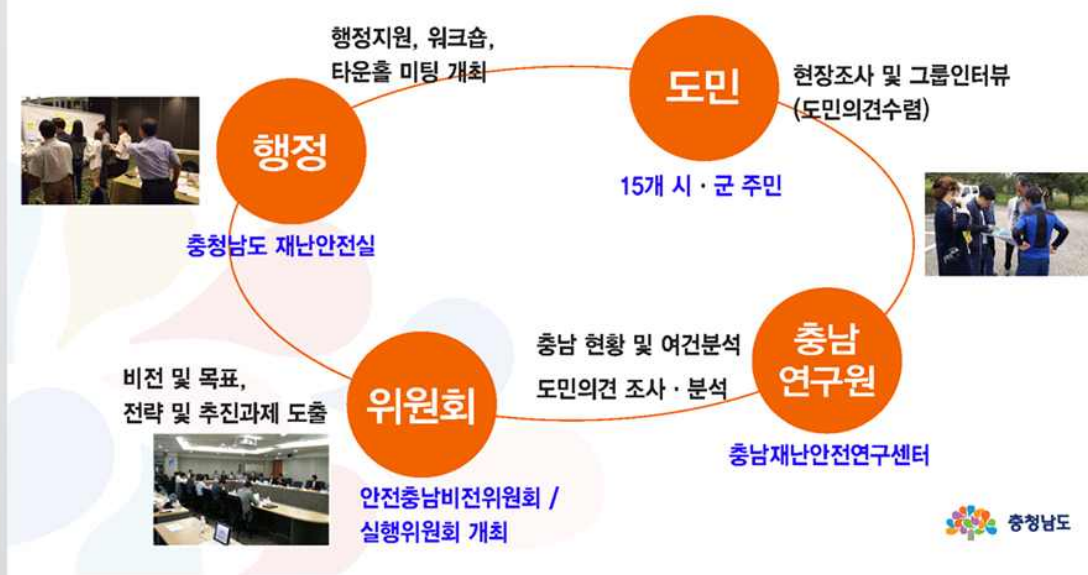 행정지원, 워크숍,
타운홀 미팅 개최
행정
충청남도 재난안전실
도민
15개 시·군 주민
현장조사 및 그룹인터뷰
(도민의견수렴)
충남
연구원
충남재난안전연구센터
충남 현황 및 여건분석
도민의견 조사·분석
위원회
안전충남비전위원회 /
실행위원회 개최
비전 및 목표,
전략 및 추진과제 도출
충청남도